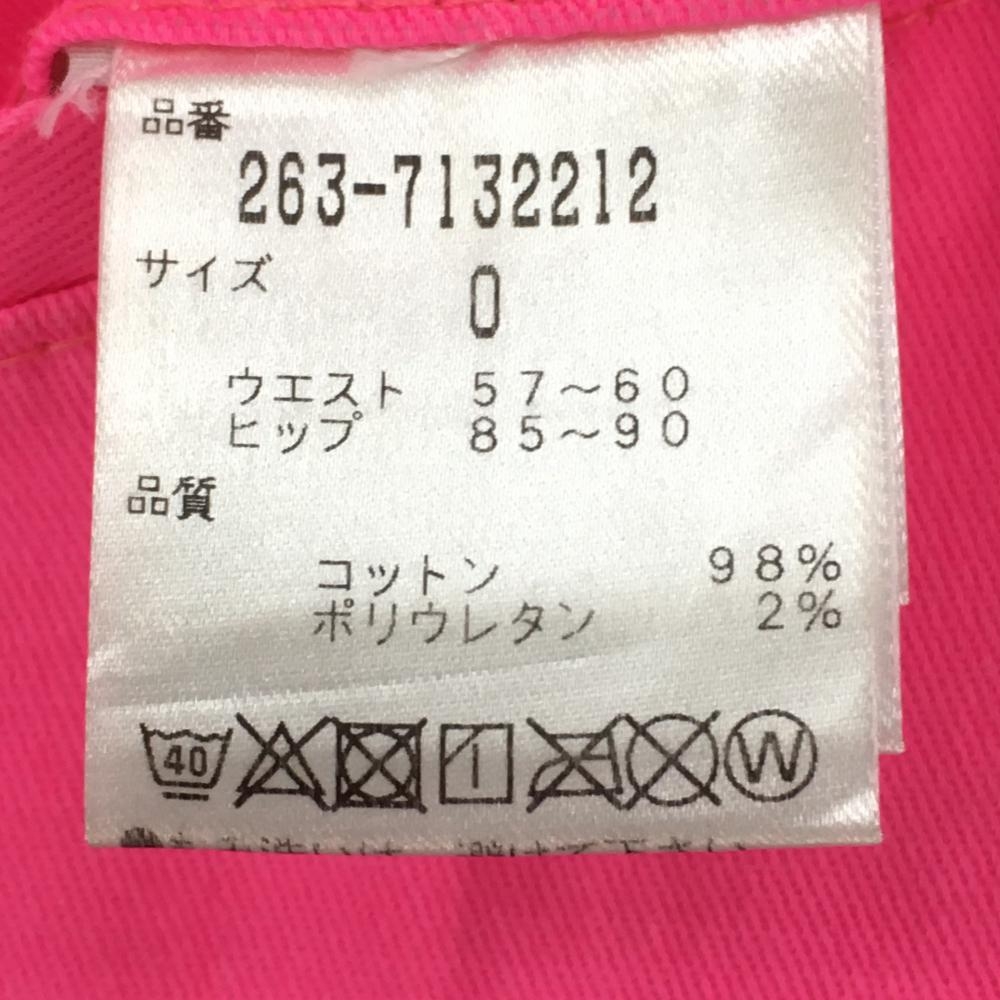 品番
263-7132212
サイズ
0
ウエスト 57〜60
ヒップ 85〜90
品質
コットン 98%
ポリウレタン 2%
40 W